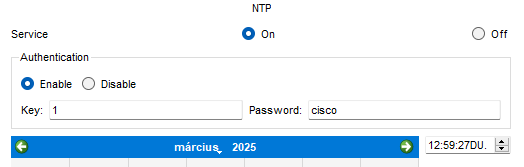 NTP
Service On Off
Authentication
Enable Disable
Key: 1 Password: cisco
március 2025 12:59:27DU.